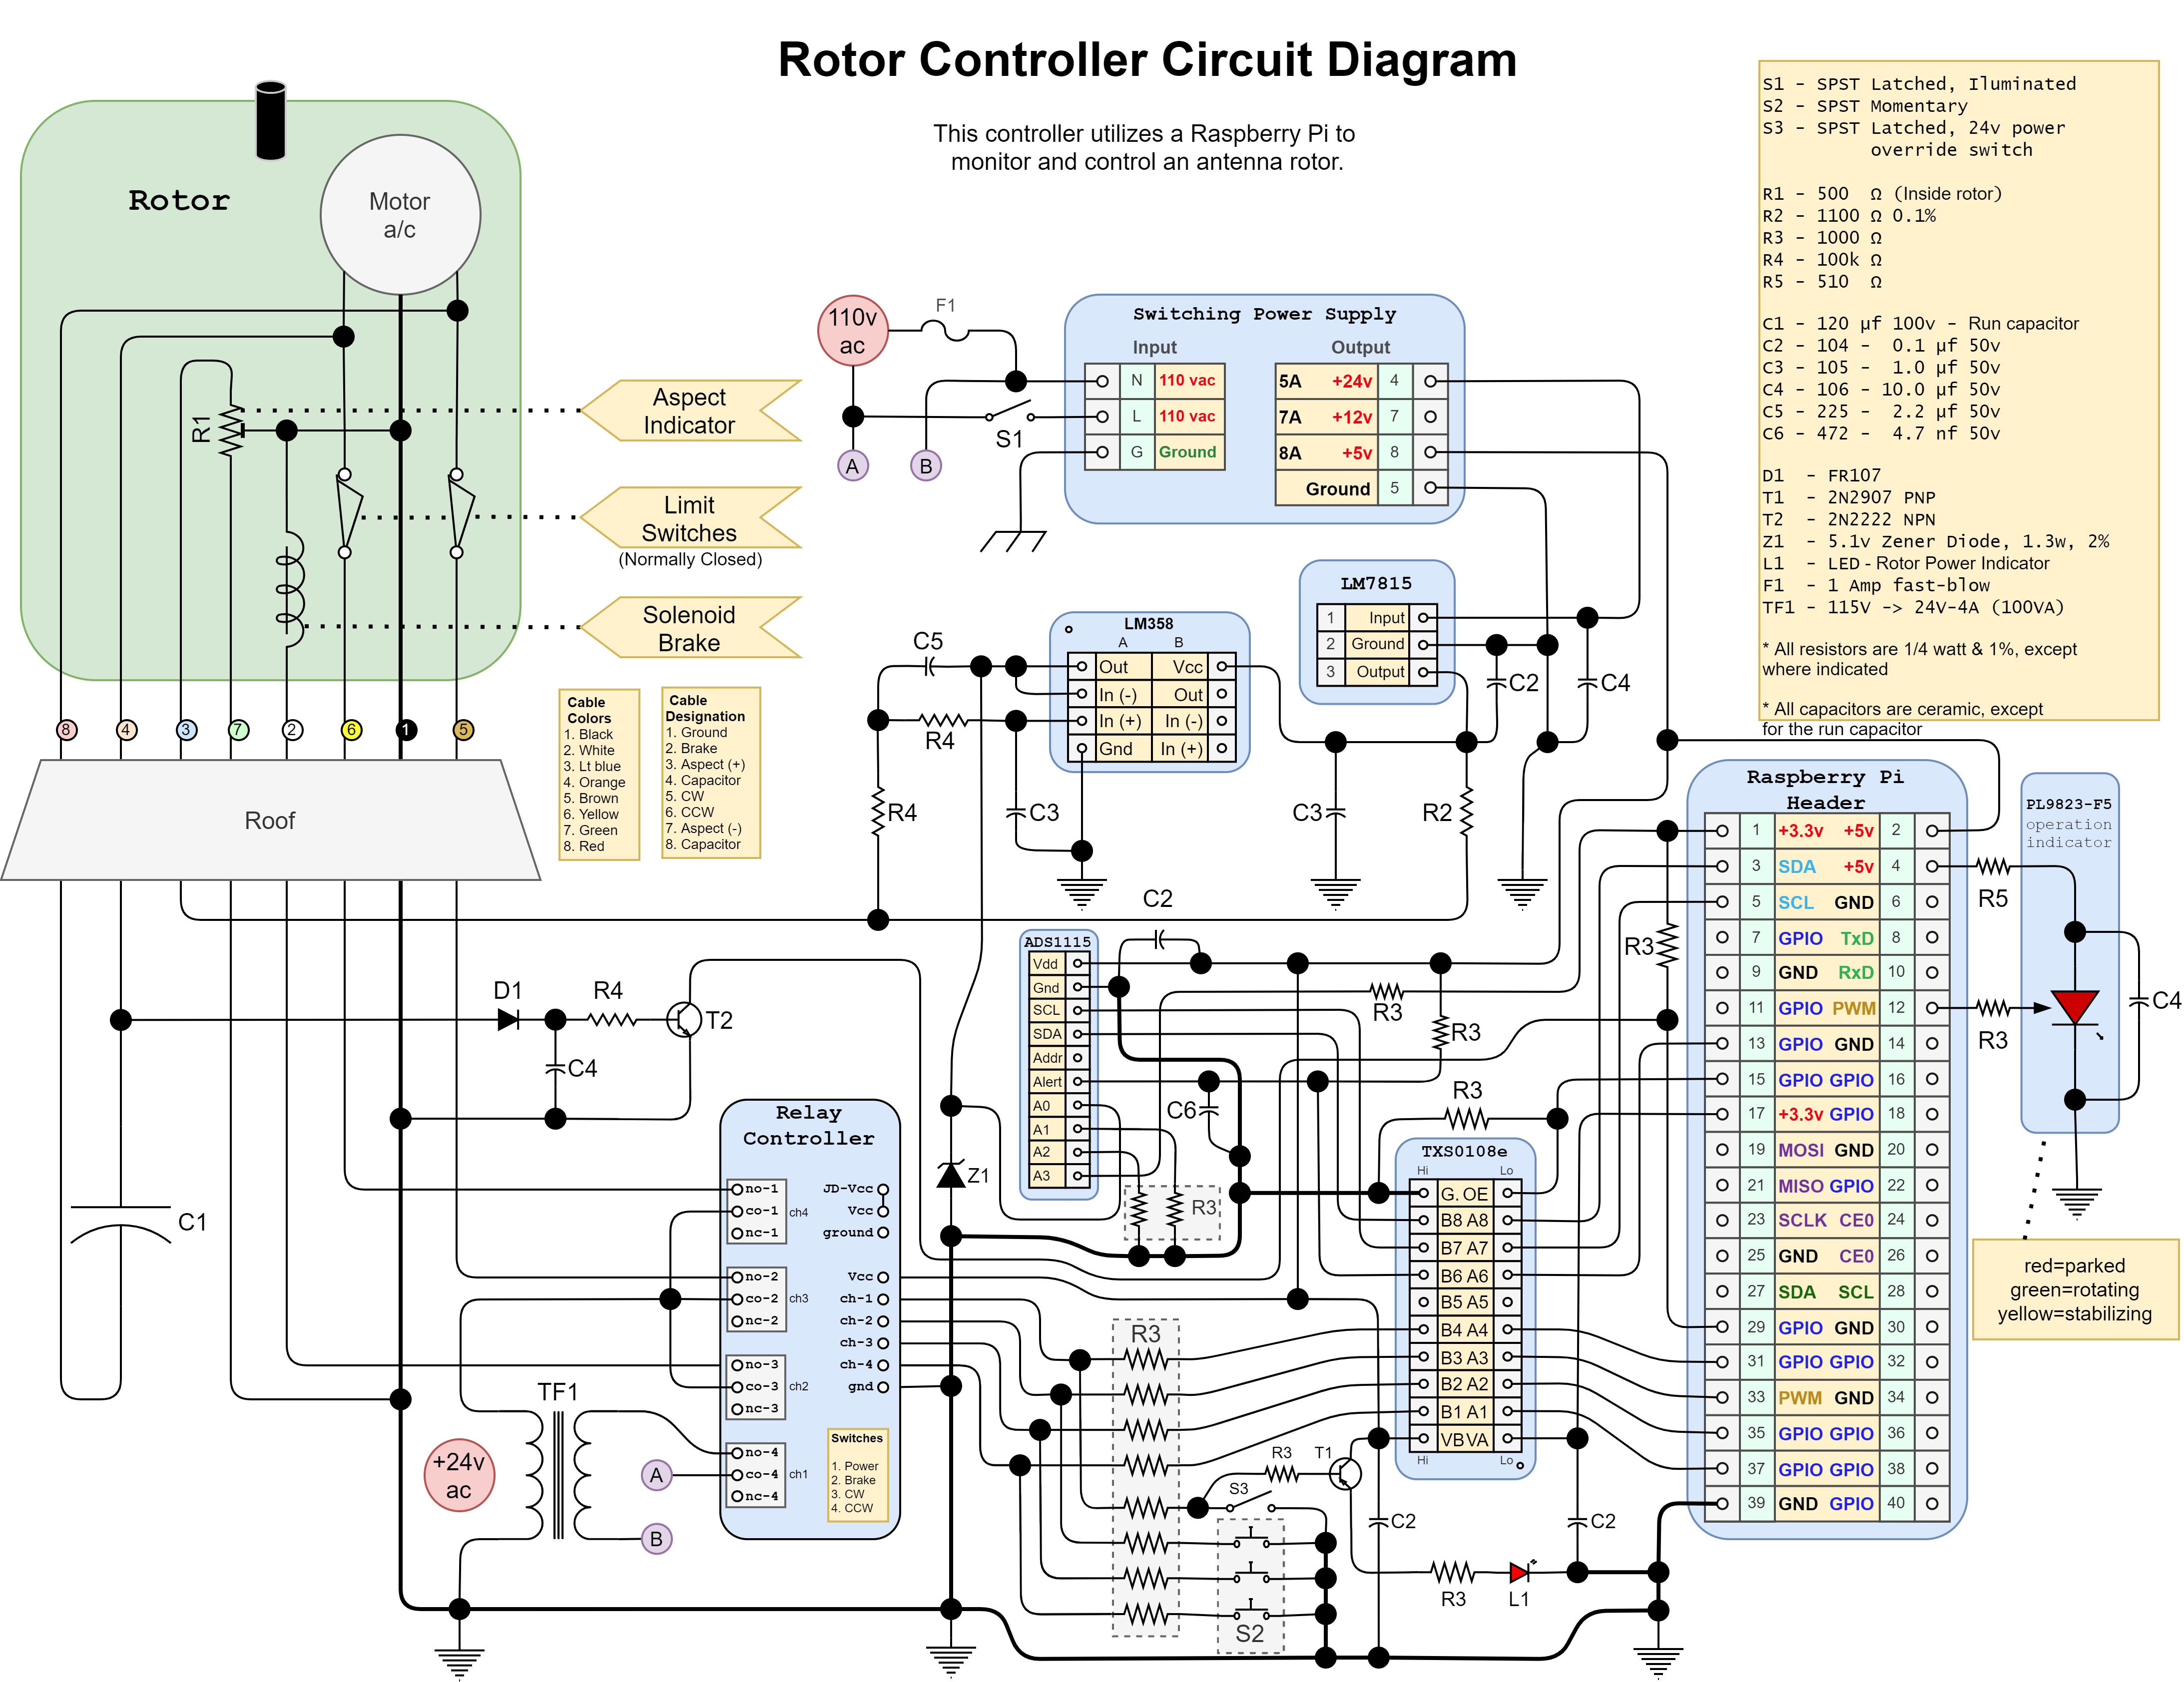 Rotor Controller Circuit Diagram
This controller utilizes a Raspberry Pi to
monitor and control an antenna rotor.
S1 - SPST Latched, Iluminated
S2 - SPST Momentary
S3 - SPST Latched, 24v power
override switch
R1 - 500 Ω (Inside rotor)
R2 - 1100 Ω 0.1%
R3 - 1000 Ω
R4 - 100k Ω
R5 - 510 Ω
C1 - 120 µf 100v - Run capacitor
C2 - 104 - 0.1 µf 50v
C3 - 105 - 1.0 µf 50v
C4 - 106 - 10.0 µf 50v
C5 - 225 - 2.2 µf 50v
C6 - 472 - 4.7 nf 50v
D1 - FR107
T1 - 2N2907 PNP
T2 - 2N2222 NPN
Z1 - 5.1v Zener Diode, 1.3w, 2%
L1 - LED - Rotor Power Indicator
F1 - 1 Amp fast-blow
TF1 - 115V -> 24V-4A (100VA)
* All resistors are 1/4 watt & 1%, except
where indicated
* All capacitors are ceramic, except
for the run capacitor
Rotor
Motor
a/c
R1
Aspect
Indicator
Limit
Switches
(Normally Closed)
Solenoid
Brake
8
4
3
7
2
6
1
5
Roof
Cable
Colors
1. Black
2. White
3. Lt blue
4. Orange
5. Brown
6. Yellow
7. Green
8. Red
Cable
Designation
1. Ground
2. Brake
3. Aspect (+)
4. Capacitor
5. CW
6. CCW
7. Aspect (-)
8. Capacitor
110v
ac
F1
A
B
S1
Switching Power Supply
Input
Output
N 110 vac
L 110 vac
G Ground
5A +24v 4
7A +12v 7
8A +5v 8
Ground 5
LM7815
1 Input
2 Ground
3 Output
C2
C4
LM358
A B
Out Vcc
In (-) Out
In (+) In (-)
Gnd In (+)
C5
R4
R4
C3
C3
R2
C2
ADS1115
Vdd
Gnd
SCL
SDA
Addr
Alert
A0
A1
A2
A3
R3
R3
R3
C6
R3
R3
D1
R4
T2
C4
C1
Relay
Controller
no-1
co-1
nc-1
ch4
no-2
co-2
nc-2
ch3
no-3
co-3
nc-3
ch2
no-4
co-4
nc-4
ch1
JD-Vcc
Vcc
ground
Vcc
ch-1
ch-2
ch-3
ch-4
gnd
Switches
1. Power
2. Brake
3. CW
4. CCW
Z1
TF1
+24v
ac
A
B
TXS0108e
Hi Lo
G. OE
B8 A8
B7 A7
B6 A6
B5 A5
B4 A4
B3 A3
B2 A2
B1 A1
VB VA
Hi Lo
R3
R3
T1
S3
S2
C2
C2
R3
L1
Raspberry Pi
Header
1 +3.3v +5v 2
3 SDA +5v 4
5 SCL GND 6
7 GPIO TxD 8
9 GND RxD 10
11 GPIO PWM 12
13 GPIO GND 14
15 GPIO GPIO 16
17 +3.3v GPIO 18
19 MOSI GND 20
21 MISO GPIO 22
23 SCLK CE0 24
25 GND CE0 26
27 SDA SCL 28
29 GPIO GND 30
31 GPIO GPIO 32
33 PWM GND 34
35 GPIO GPIO 36
37 GPIO GPIO 38
39 GND GPIO 40
PL9823-F5
operation
indicator
R5
R3
C4
red=parked
green=rotating
yellow=stabilizing